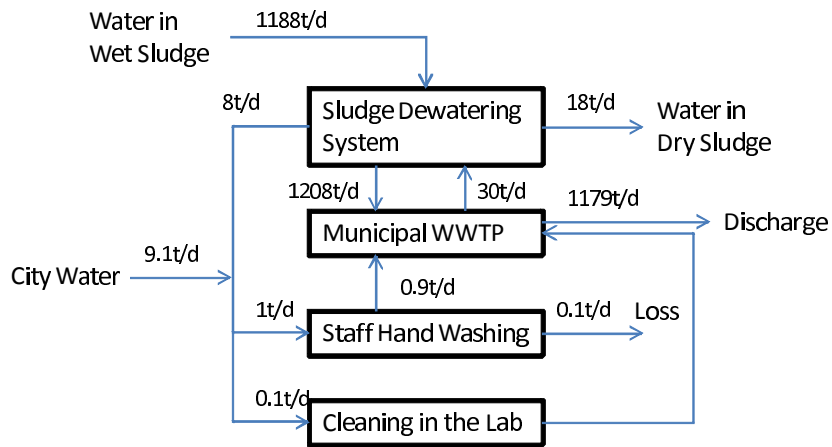 Water in
Wet Sludge
1188t/d
8t/d
Sludge Dewatering
System
18t/d
Water in
Dry Sludge
1208t/d
30t/d
1179t/d
Municipal WWTP
Discharge
9.1t/d
City Water
0.9t/d
1t/d
Staff Hand Washing
0.1t/d
Loss
0.1t/d
Cleaning in the Lab